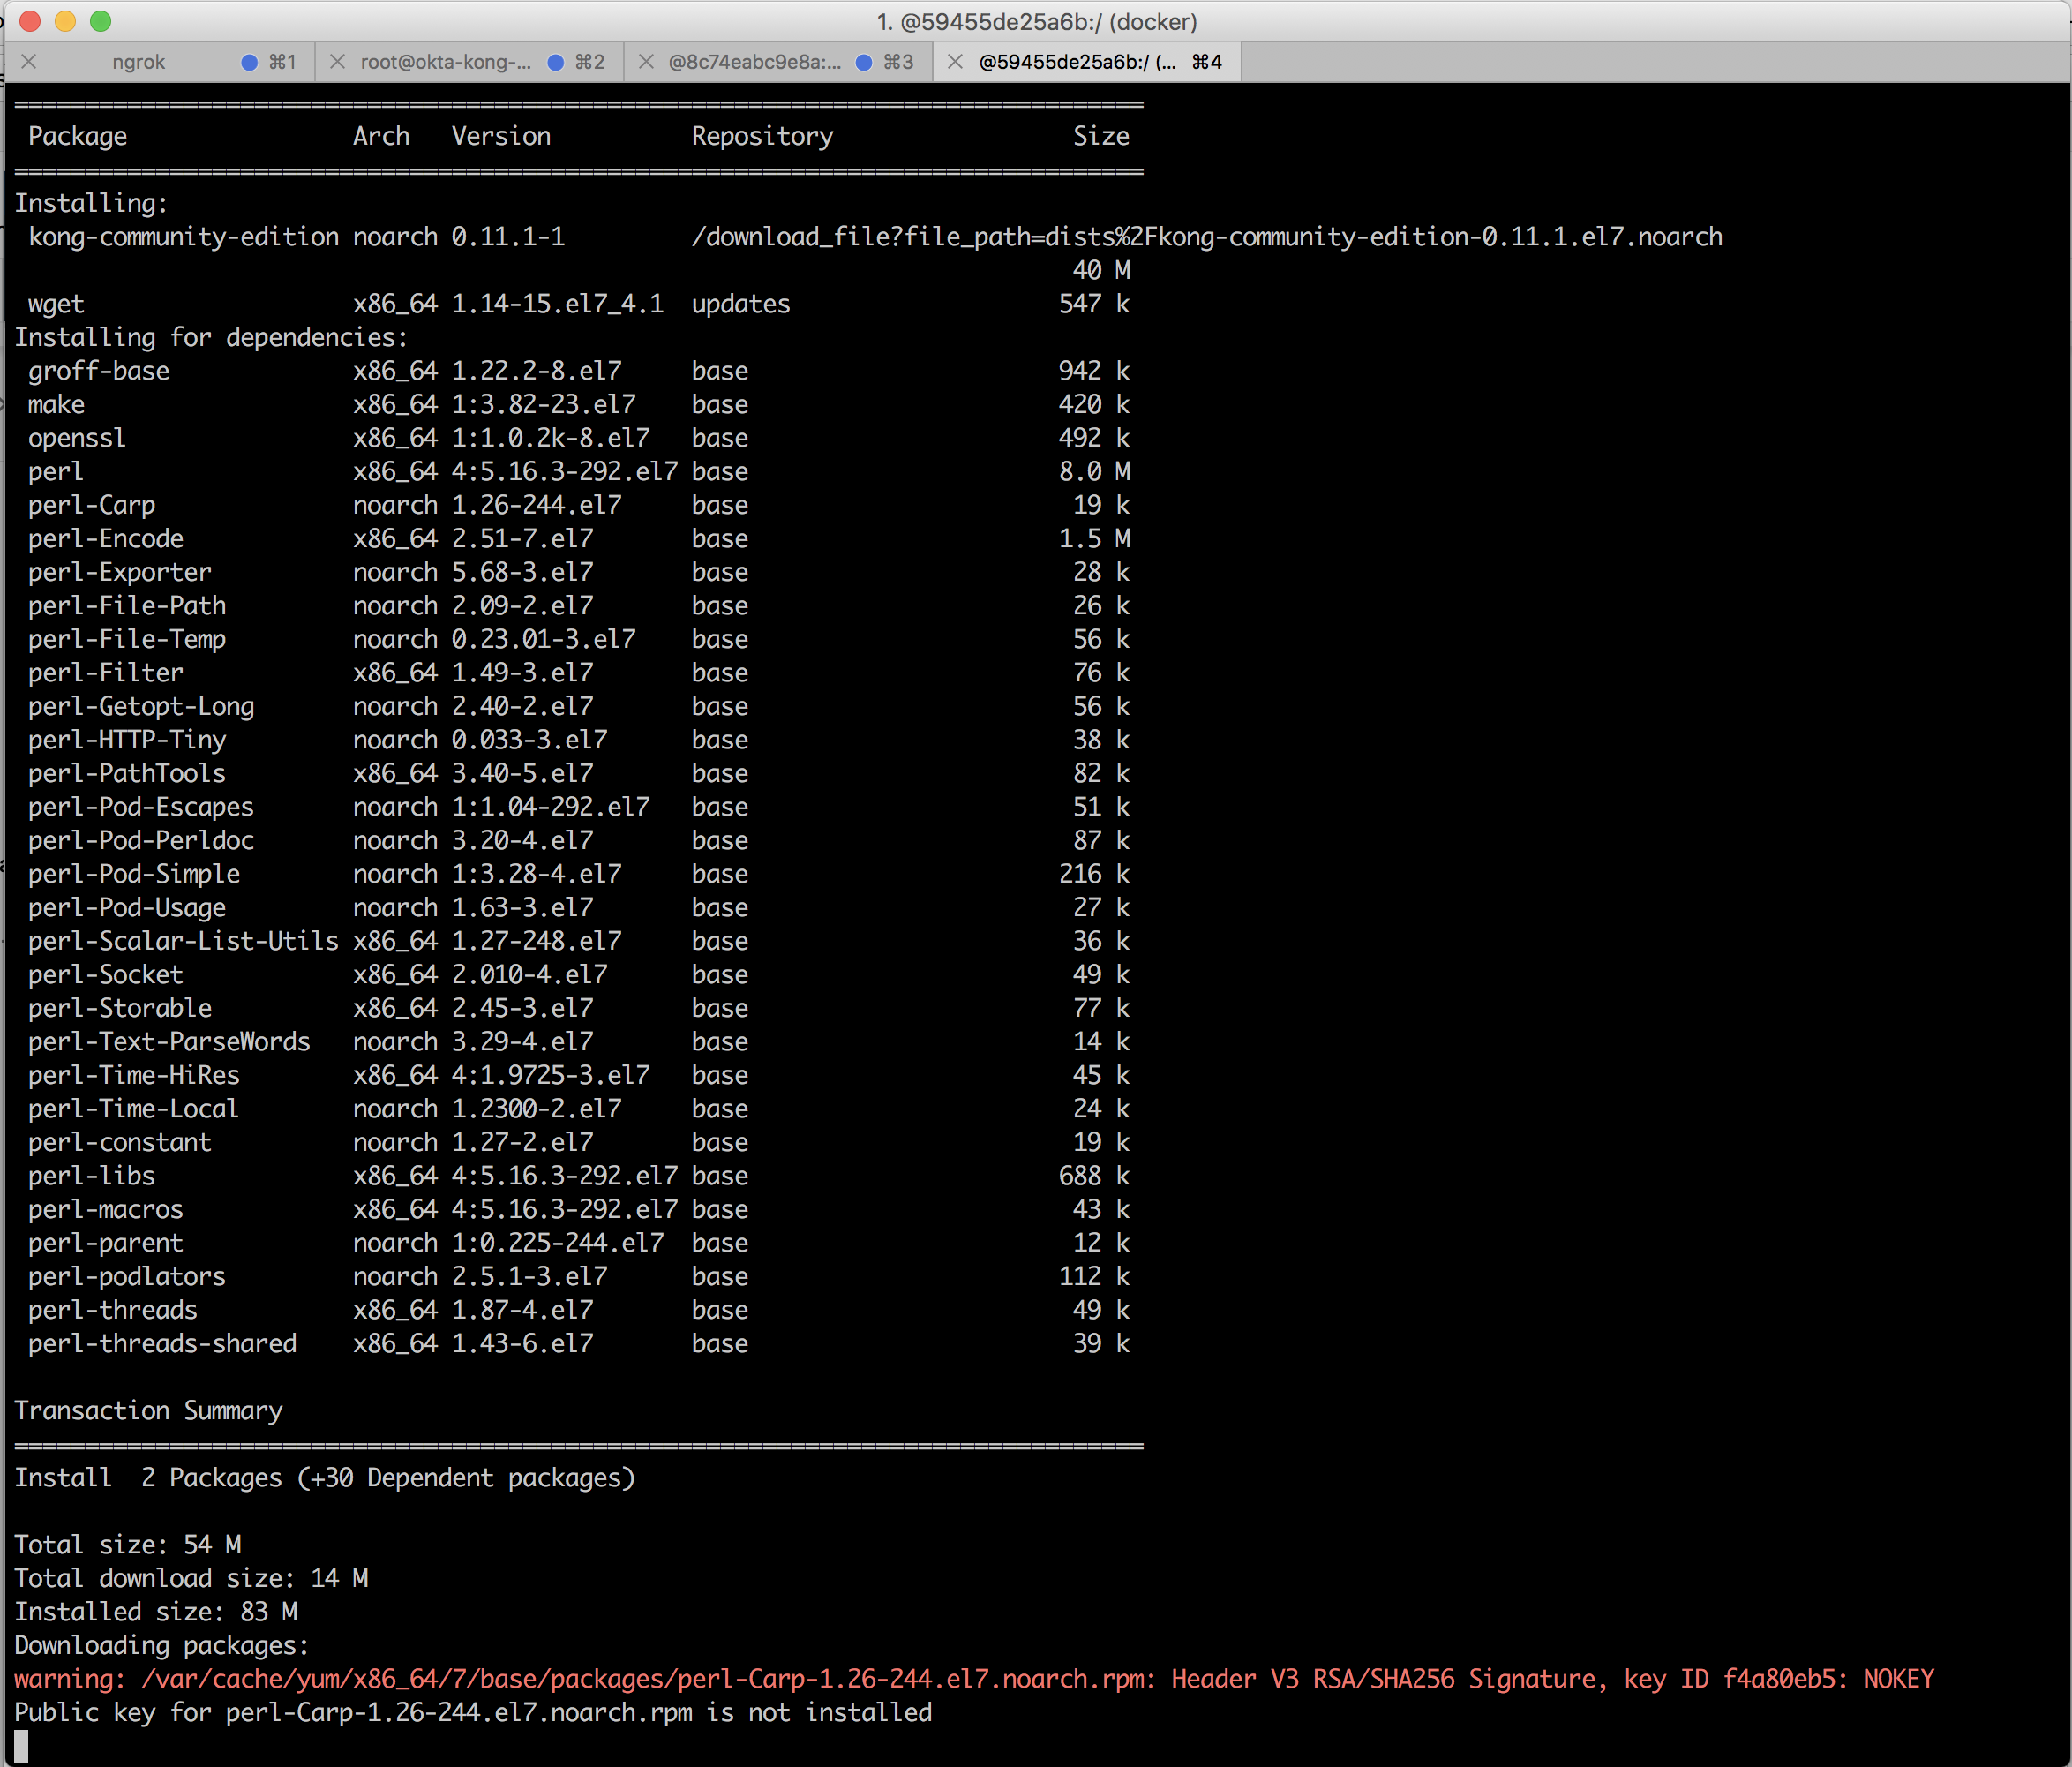 1. @59455de25a6b:/ (docker)
ngrok ⌘1 root@okta-kong-... ⌘2 @8c74eabc9e8a:... ⌘3 @59455de25a6b:/ (... ⌘4
================================================================================
Package Arch Version Repository Size
================================================================================
Installing:
kong-community-edition noarch 0.11.1-1 /download_file?file_path=dists%2Fkong-community-edition-0.11.1.el7.noarch
40 M
wget x86_64 1.14-15.el7_4.1 updates 547 k
Installing for dependencies:
groff-base x86_64 1.22.2-8.el7 base 942 k
make x86_64 1:3.82-23.el7 base 420 k
openssl x86_64 1:1.0.2k-8.el7 base 492 k
perl x86_64 4:5.16.3-292.el7 base 8.0 M
perl-Carp noarch 1.26-244.el7 base 19 k
perl-Encode x86_64 2.51-7.el7 base 1.5 M
perl-Exporter noarch 5.68-3.el7 base 28 k
perl-File-Path noarch 2.09-2.el7 base 26 k
perl-File-Temp noarch 0.23.01-3.el7 base 56 k
perl-Filter x86_64 1.49-3.el7 base 76 k
perl-Getopt-Long noarch 2.40-2.el7 base 56 k
perl-HTTP-Tiny noarch 0.033-3.el7 base 38 k
perl-PathTools x86_64 3.40-5.el7 base 82 k
perl-Pod-Escapes noarch 1:1.04-292.el7 base 51 k
perl-Pod-Perldoc noarch 3.20-4.el7 base 87 k
perl-Pod-Simple noarch 1:3.28-4.el7 base 216 k
perl-Pod-Usage noarch 1.63-3.el7 base 27 k
perl-Scalar-List-Utils x86_64 1.27-248.el7 base 36 k
perl-Socket x86_64 2.010-4.el7 base 49 k
perl-Storable x86_64 2.45-3.el7 base 77 k
perl-Text-ParseWords noarch 3.29-4.el7 base 14 k
perl-Time-HiRes x86_64 4:1.9725-3.el7 base 45 k
perl-Time-Local noarch 1.2300-2.el7 base 24 k
perl-constant noarch 1.27-2.el7 base 19 k
perl-libs x86_64 4:5.16.3-292.el7 base 688 k
perl-macros x86_64 4:5.16.3-292.el7 base 43 k
perl-parent noarch 1:0.225-244.el7 base 12 k
perl-podlators noarch 2.5.1-3.el7 base 112 k
perl-threads x86_64 1.87-4.el7 base 49 k
perl-threads-shared x86_64 1.43-6.el7 base 39 k
Transaction Summary
================================================================================
Install 2 Packages (+30 Dependent packages)
Total size: 54 M
Total download size: 14 M
Installed size: 83 M
Downloading packages:
warning: /var/cache/yum/x86_64/7/base/packages/perl-Carp-1.26-244.el7.noarch.rpm: Header V3 RSA/SHA256 Signature, key ID f4a80eb5: NOKEY
Public key for perl-Carp-1.26-244.el7.noarch.rpm is not installed